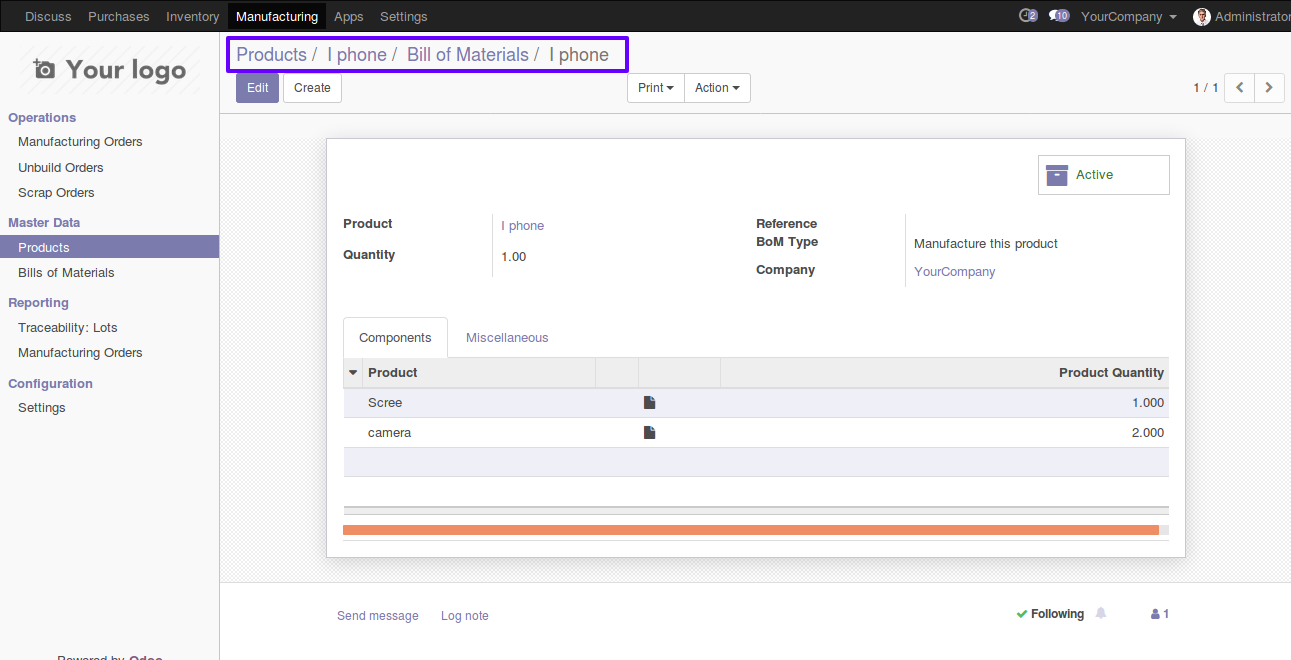 Discuss Purchases Inventory Manufacturing Apps Settings 2 10 YourCompany Administrator
Your logo
Products / I phone / Bill of Materials / I phone
Edit Create Print Action 1 / 1
Operations
Manufacturing Orders
Unbuild Orders
Scrap Orders
Master Data
Products
Bills of Materials
Reporting
Traceability: Lots
Manufacturing Orders
Configuration
Settings
Active
Product I phone
Quantity 1.00
Reference
BoM Type Manufacture this product
Company YourCompany
Components Miscellaneous
Product Product Quantity
Scree 1.000
camera 2.000
Send message Log note Following 1
Powered by Odoo